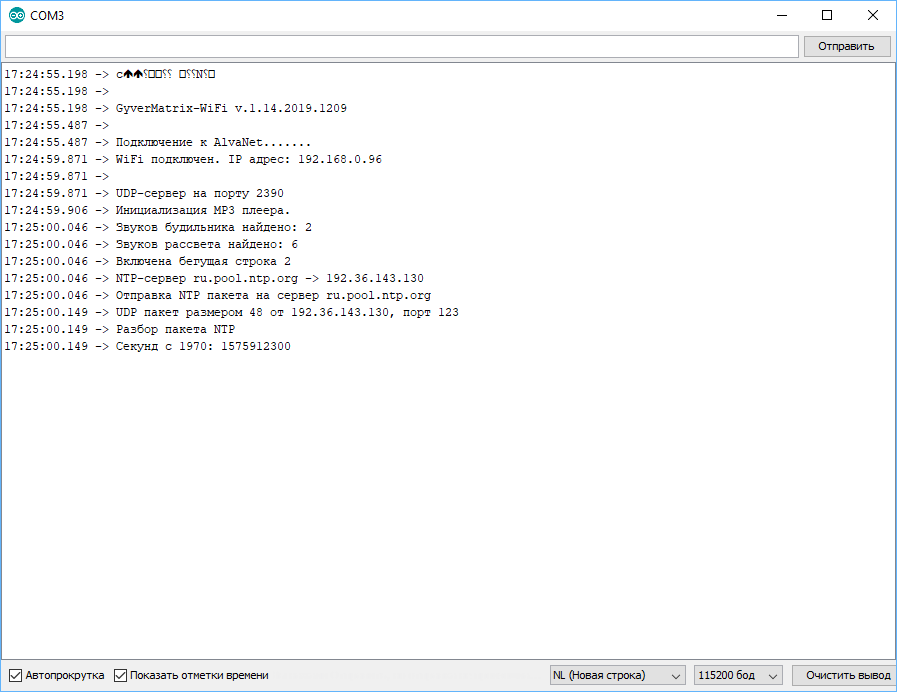 COM3
Отправить
17:24:55.198 ->
17:24:55.198 ->
17:24:55.198 -> GyverMatrix-WiFi v.1.14.2019.1209
17:24:55.487 ->
17:24:55.487 -> Подключение к AlvaNet.......
17:24:59.871 -> WiFi подключен. IP адрес: 192.168.0.96
17:24:59.871 ->
17:24:59.871 -> UDP-сервер на порту 2390
17:24:59.906 -> Инициализация MP3 плеера.
17:25:00.046 -> Звуков будильника найдено: 2
17:25:00.046 -> Звуков рассвета найдено: 6
17:25:00.046 -> Включена бегущая строка 2
17:25:00.046 -> NTP-сервер ru.pool.ntp.org -> 192.36.143.130
17:25:00.046 -> Отправка NTP пакета на сервер ru.pool.ntp.org
17:25:00.149 -> UDP пакет размером 48 от 192.36.143.130, порт 123
17:25:00.149 -> Разбор пакета NTP
17:25:00.149 -> Секунд с 1970: 1575912300
Автопрокрутка Показать отметки времени NL (Новая строка) 115200 бод Очистить вывод